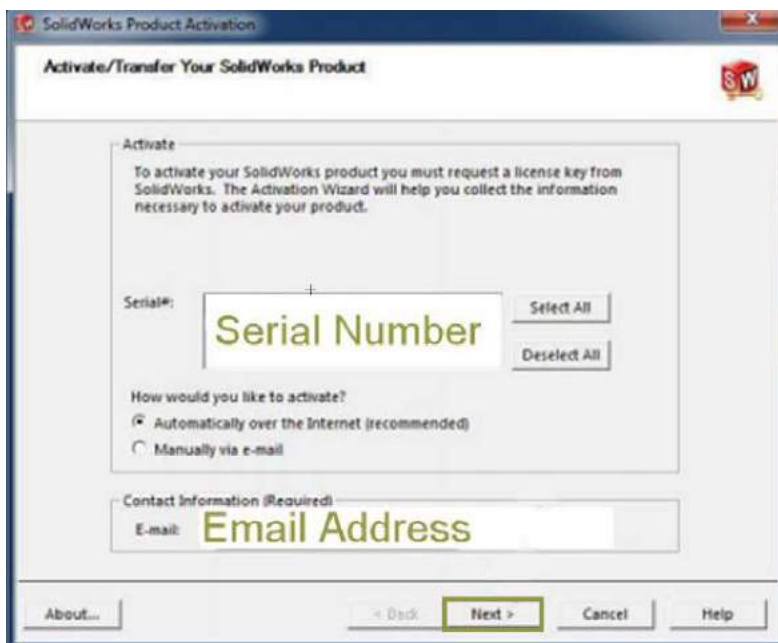 SolidWorks Product Activation
Activate/Transfer Your SolidWorks Product
SW
Activate
To activate your SolidWorks product you must request a license key from
SolidWorks. The Activation Wizard will help you collect the information
necessary to activate your product.
Serial#:
Serial Number
Select All
Deselect All
How would you like to activate?
Automatically over the Internet (recommended)
Manually via e-mail
Contact Information (Required)
E-mail:
Email Address
About...
< Back
Next >
Cancel
Help